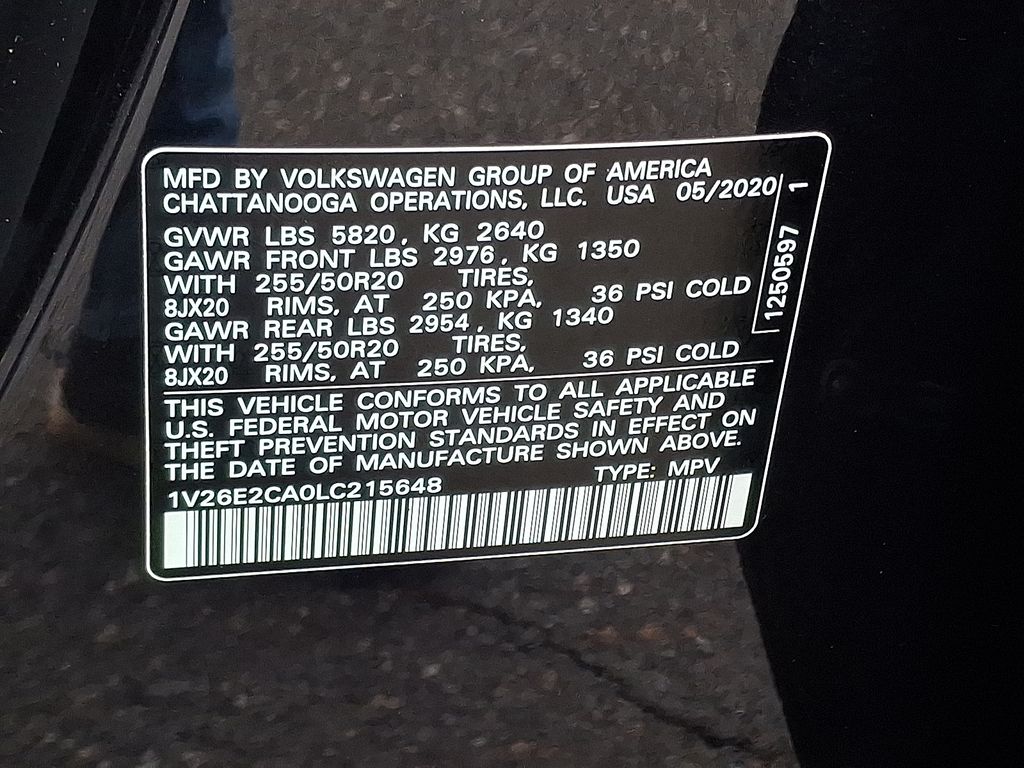 MFD BY VOLKSWAGEN GROUP OF AMERICA
CHATTANOOGA OPERATIONS, LLC. USA 05/2020
GVWR LBS 5820, KG 2640
GAWR FRONT LBS 2976, KG 1350
WITH 255/50R20 TIRES,
8JX20 RIMS, AT 250 KPA, 36 PSI COLD
GAWR REAR LBS 2954, KG 1340
WITH 255/50R20 TIRES,
8JX20 RIMS, AT 250 KPA, 36 PSI COLD
THIS VEHICLE CONFORMS TO ALL APPLICABLE
U.S. FEDERAL MOTOR VEHICLE SAFETY AND
THEFT PREVENTION STANDARDS IN EFFECT ON
THE DATE OF MANUFACTURE SHOWN ABOVE.
1V26E2CA0LC215648 TYPE: MPV
1250597 1